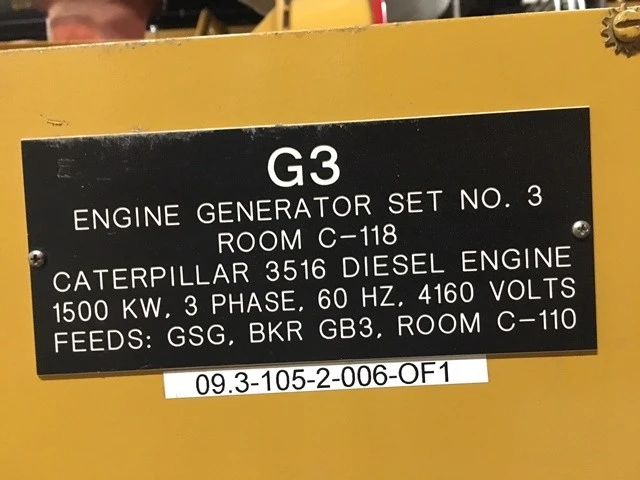 G3
ENGINE GENERATOR SET NO. 3
ROOM C-118
CATERPILLAR 3516 DIESEL ENGINE
1500 KW, 3 PHASE, 60 HZ, 4160 VOLTS
FEEDS: GSG, BKR GB3, ROOM C-110
09.3-105-2-006-OF1